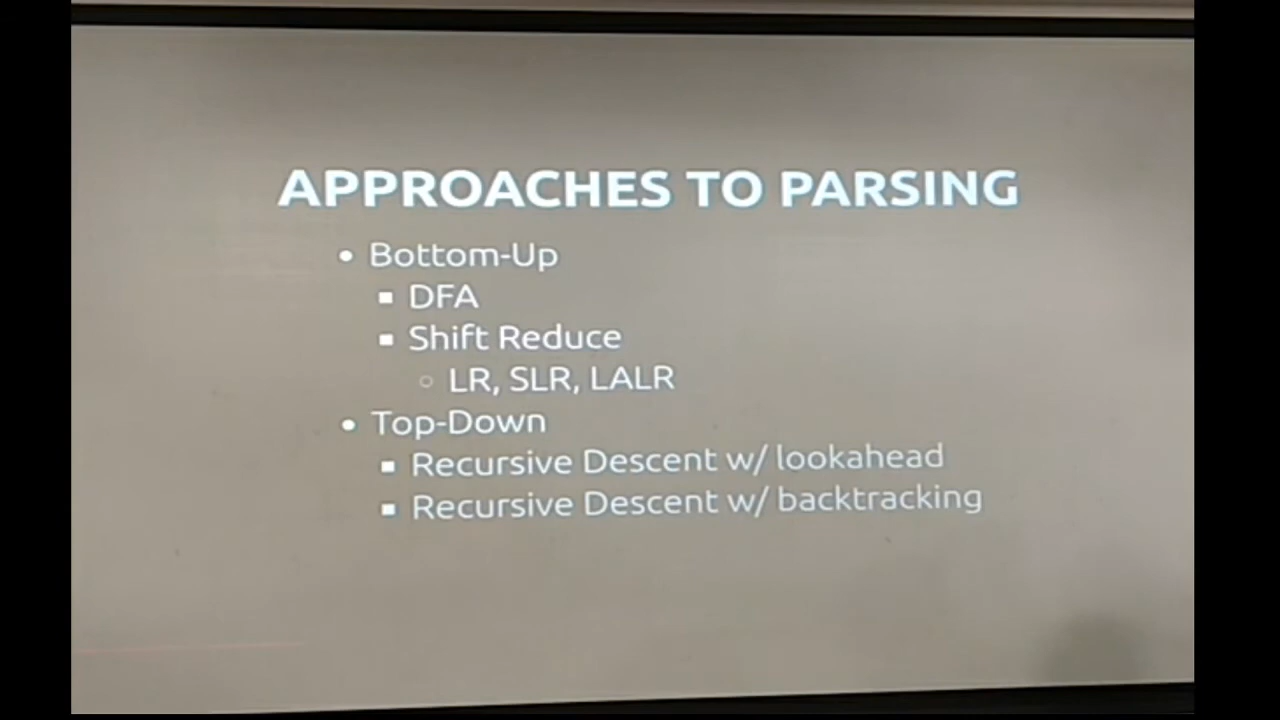 APPROACHES TO PARSING
• Bottom-Up
▪ DFA
▪ Shift Reduce
○ LR, SLR, LALR
• Top-Down
▪ Recursive Descent w/ lookahead
▪ Recursive Descent w/ backtracking